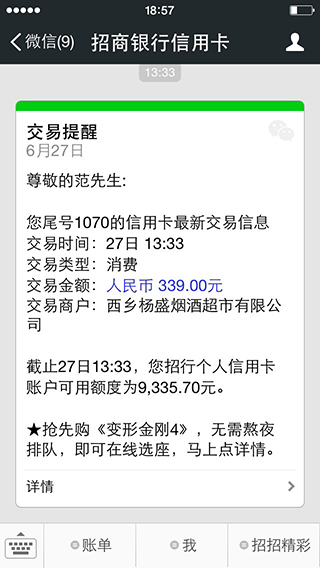 18:57
微信(9)
招商银行信用卡
13:33
交易提醒
6月27日
尊敬的范先生:
您尾号1070的信用卡最新交易信息
交易时间：27日 13:33
交易类型：消费
交易金额：人民币 339.00元
交易商户：西乡杨盛烟酒超市有限公
司
截止27日13:33，您招行个人信用卡
账户可用额度为9,335.70元。
★抢先购《变形金刚4》，无需熬夜
排队，即可在线选座，马上点详情。
详情
账单
我
招招精彩